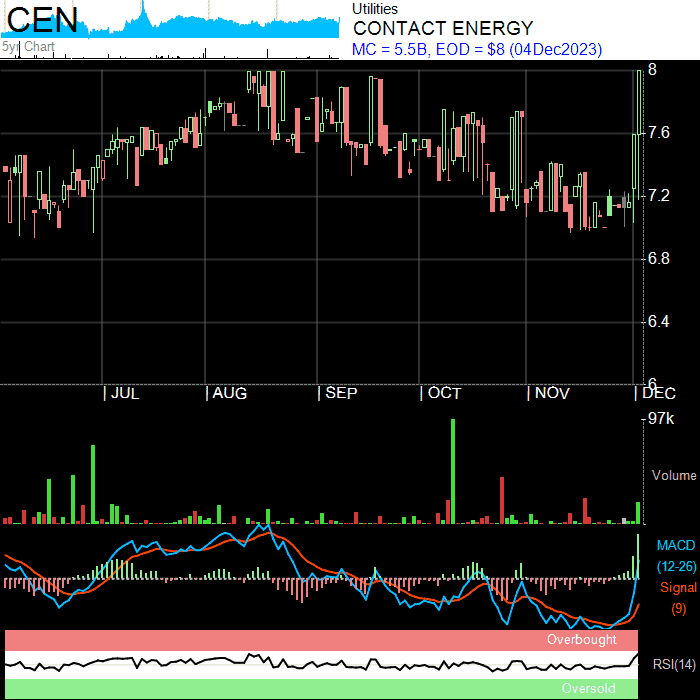 CEN
5yr Chart
Utilities
CONTACT ENERGY
MC = 5.5B, EOD = $8 (04Dec2023)
8
7.6
7.2
6.8
6.4
6
JUL AUG SEP OCT NOV DEC
97k
Volume
MACD
(12-26)
Signal
(9)
Overbought
RSI(14)
Oversold